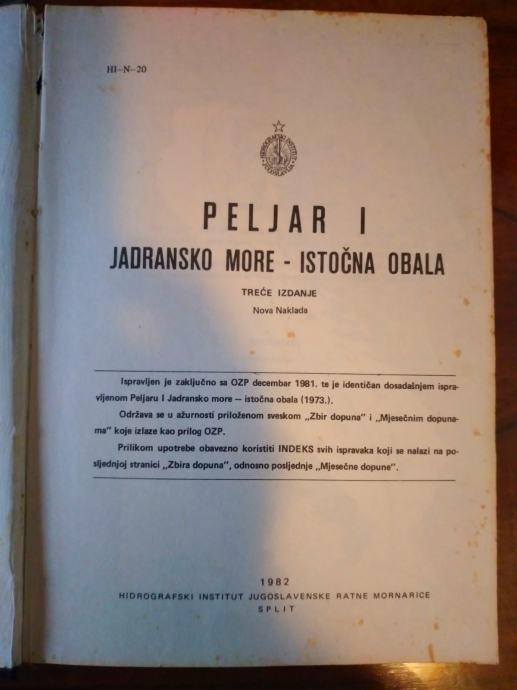 HI-N-20
HIDROGRAFSKI INSTITUT
JUGOSLAVIJA
PELJAR I
JADRANSKO MORE - ISTOČNA OBALA
TREĆE IZDANJE
Nova Naklada
Ispravljen je zaključno sa OZP decembar 1981. te je identičan dosadašnjem ispra-
vljenom Peljaru I Jadransko more — istočna obala (1973.).
Održava se u ažurnosti priloženom sveskom „Zbir dopuna" i „Mjesečnim dopuna-
ma" koje izlaze kao prilog OZP.
Prilikom upotrebe obavezno koristiti INDEKS svih ispravaka koji se nalazi na po-
sljednjoj stranici „Zbira dopuna", odnosno posljednje „Mjesečne dopune".
1982
HIDROGRAFSKI INSTITUT JUGOSLAVENSKE RATNE MORNARICE
SPLIT